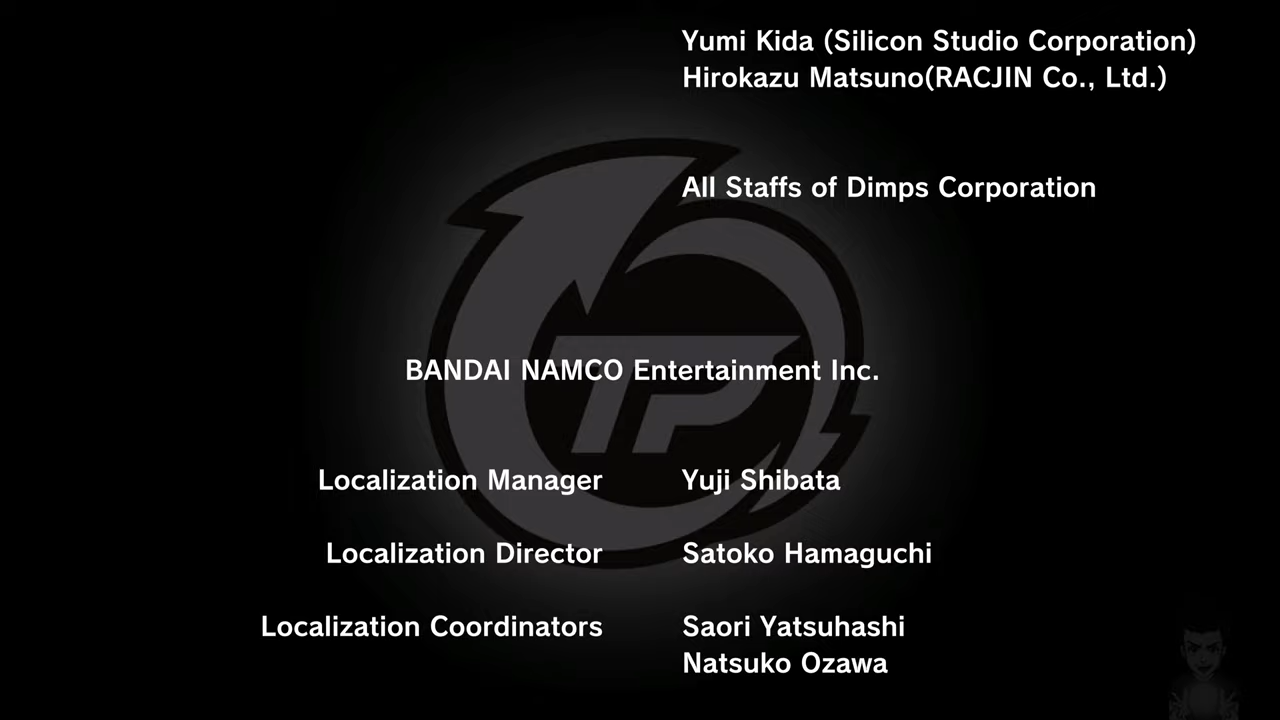 Yumi Kida (Silicon Studio Corporation)
Hirokazu Matsuno(RACJIN Co., Ltd.)
All Staffs of Dimps Corporation
TP
BANDAI NAMCO Entertainment Inc.
Localization Manager Yuji Shibata
Localization Director Satoko Hamaguchi
Localization Coordinators Saori Yatsuhashi
Natsuko Ozawa